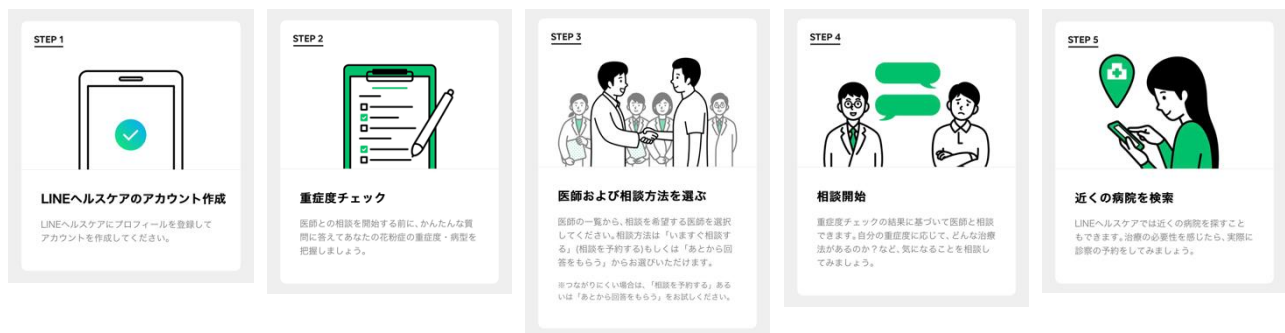 STEP 1
LINEヘルスケアのアカウント作成
LINEヘルスケアにプロフィールを登録して
アカウントを作成してください。
STEP 2
重症度チェック
医師との相談を開始する前に、かんたんな質
問に答えてあなたの花粉症の重症度・病型を
把握しましょう。
STEP 3
医師および相談方法を選ぶ
医師の一覧から、相談を希望する医師を選択
してください。相談方法は「いますぐ相談す
る」(相談を予約する)もしくは「あとから回
答をもらう」からお選びいただけます。
※つながりにくい場合は、「相談を予約する」ある
いは「あとから回答をもらう」をお試しください。
STEP 4
相談開始
重症度チェックの結果に基づいて医師と相談
できます。自分の重症度に応じて、どんな治療
法があるのか？など、気になることを相談し
てみましょう。
STEP 5
近くの病院を検索
LINEヘルスケアでは近くの病院を探すこと
もできます。治療の必要性を感じたら、実際に
診察の予約をしてみましょう。